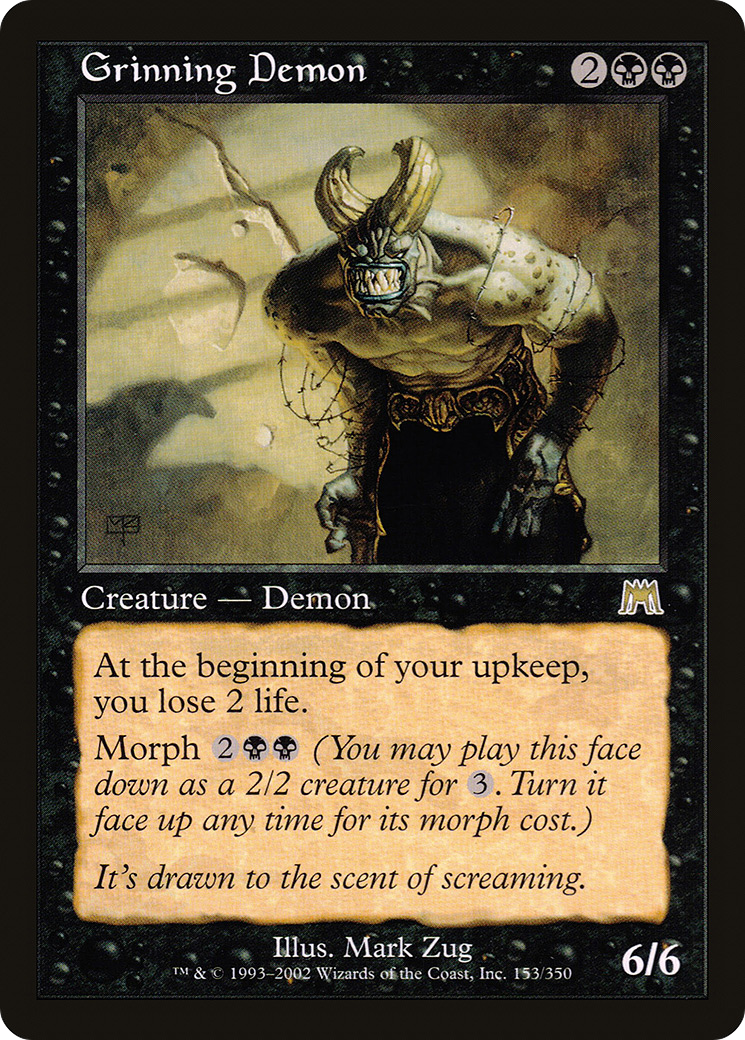 Grinning Demon 2
Creature — Demon
At the beginning of your upkeep,
you lose 2 life.
Morph 2 (You may play this face
down as a 2/2 creature for 3. Turn it
face up any time for its morph cost.)
It's drawn to the scent of screaming.
Illus. Mark Zug
™ & © 1993–2002 Wizards of the Coast, Inc. 153/350
6/6